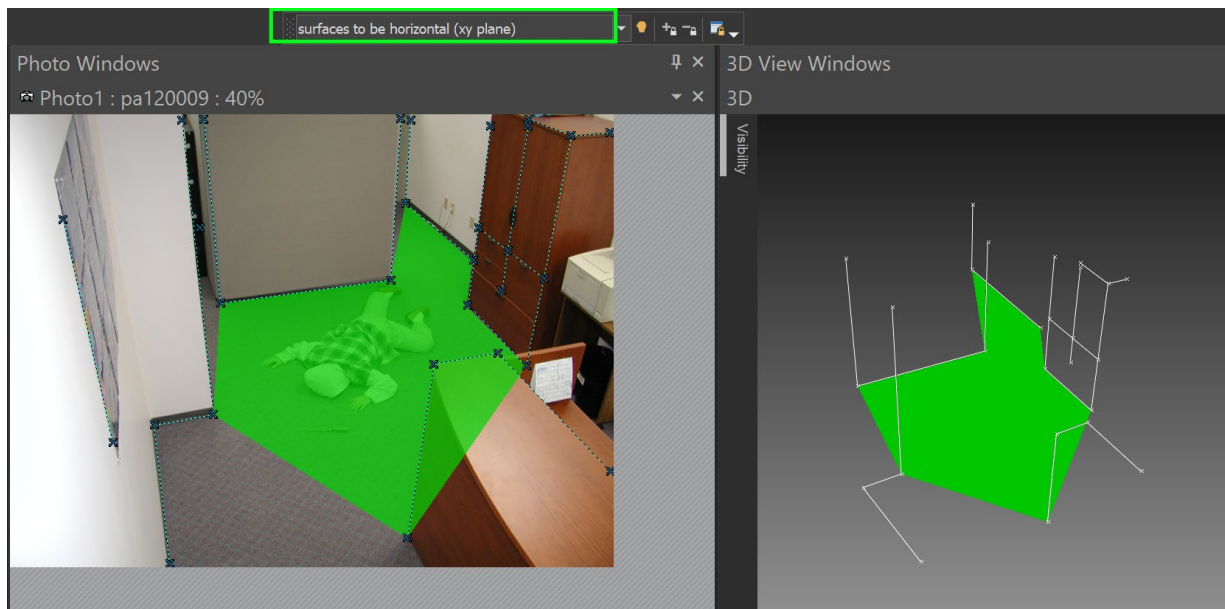 surfaces to be horizontal (xy plane)
Photo Windows
Photo1 : pa120009 : 40%
3D View Windows
3D
Visibility